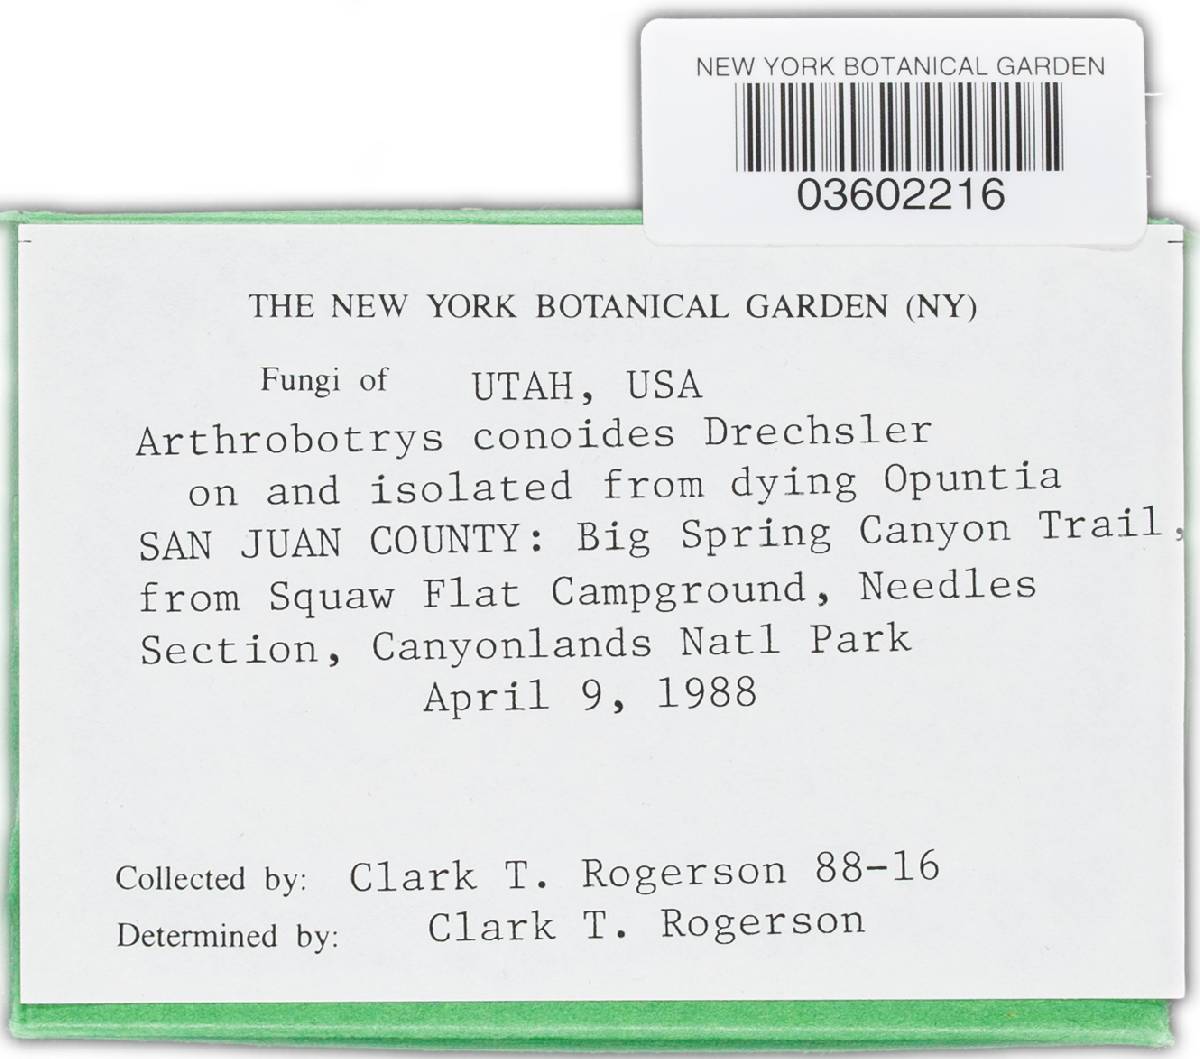 NEW YORK BOTANICAL GARDEN
03602216
THE NEW YORK BOTANICAL GARDEN (NY)
Fungi of UTAH, USA
Arthrobotrys conoides Drechsler
on and isolated from dying Opuntia
SAN JUAN COUNTY: Big Spring Canyon Trail,
from Squaw Flat Campground, Needles
Section, Canyonlands Natl Park
April 9, 1988
Collected by: Clark T. Rogerson 88-16
Determined by: Clark T. Rogerson